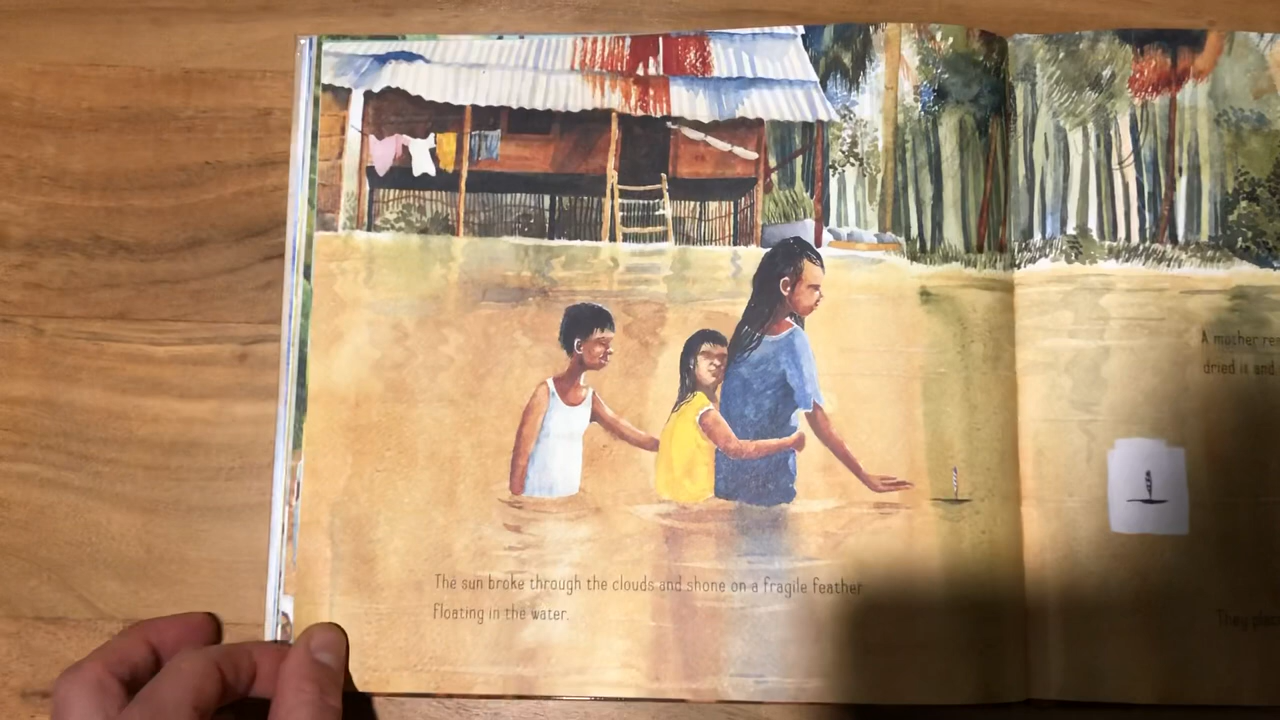 The sun broke through the clouds and shone on a fragile feather
floating in the water.
A mother
dried it and
They